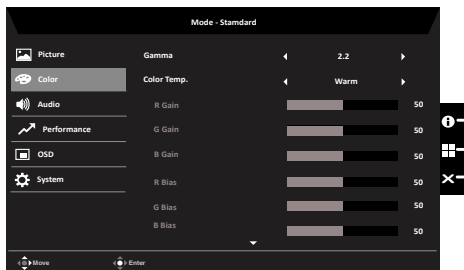 Mode - Standard
Picture
Gamma 2.2
Color
Color Temp. Warm
Audio
R Gain 50
Performance
G Gain 50
OSD
B Gain 50
System
R Bias 50
G Bias 50
B Bias 50
Move Enter